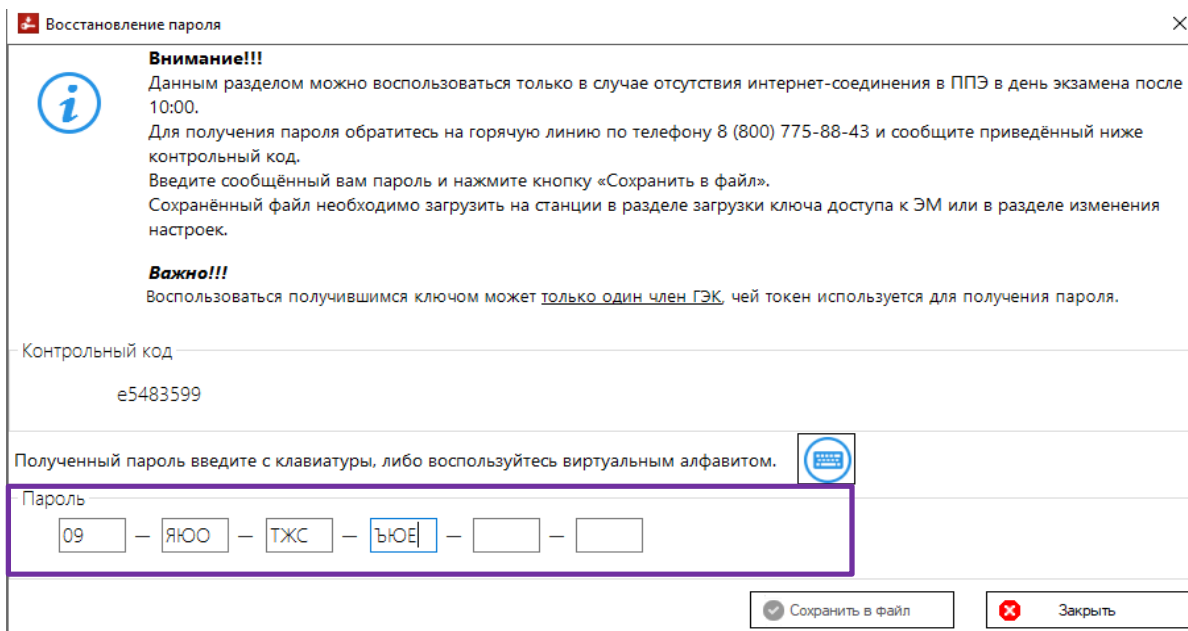 Восстановление пароля
Внимание!!!
Данным разделом можно воспользоваться только в случае отсутствия интернет-соединения в ППЭ в день экзамена после
10:00.
Для получения пароля обратитесь на горячую линию по телефону 8 (800) 775-88-43 и сообщите приведённый ниже
контрольный код.
Введите сообщённый вам пароль и нажмите кнопку «Сохранить в файл».
Сохранённый файл необходимо загрузить на станции в разделе загрузки ключа доступа к ЭМ или в разделе изменения
настроек.
Важно!!!
Воспользоваться получившимся ключом может только один член ГЭК, чей токен используется для получения пароля.
Контрольный код
e5483599
Полученный пароль введите с клавиатуры, либо воспользуйтесь виртуальным алфавитом.
Пароль
09 — ЯЮО — ТЖС — ЪЮЕ — —
Сохранить в файл Закрыть